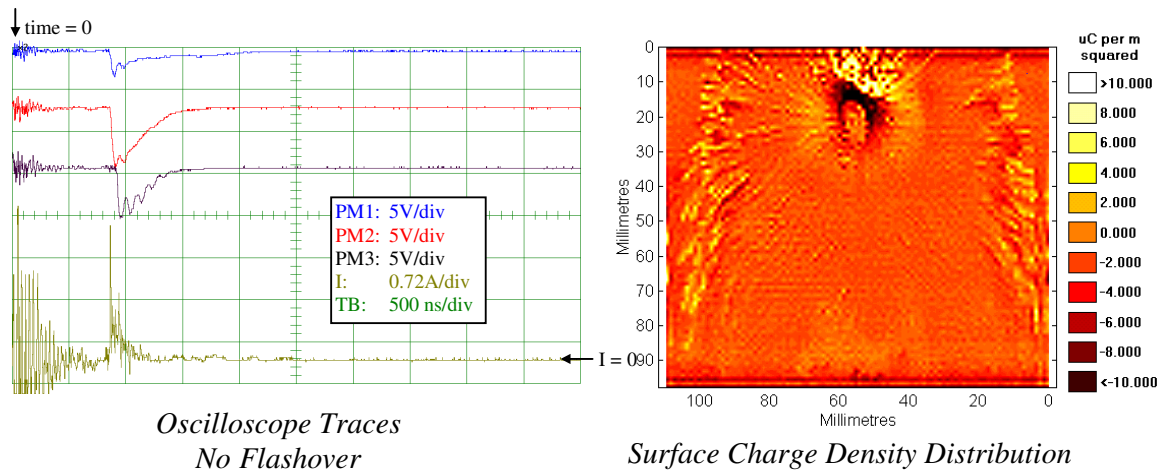 time = 0
PM1: 5V/div
PM2: 5V/div
PM3: 5V/div
I: 0.72A/div
TB: 500 ns/div
I = 0
Oscilloscope Traces
No Flashover
uC per m
squared
>10.000
8.000
6.000
4.000
2.000
0.000
-2.000
-4.000
-6.000
-8.000
<-10.000
0
10
20
30
40
50
60
70
80
90
Millimetres
100 80 60 40 20 0
Millimetres
Surface Charge Density Distribution